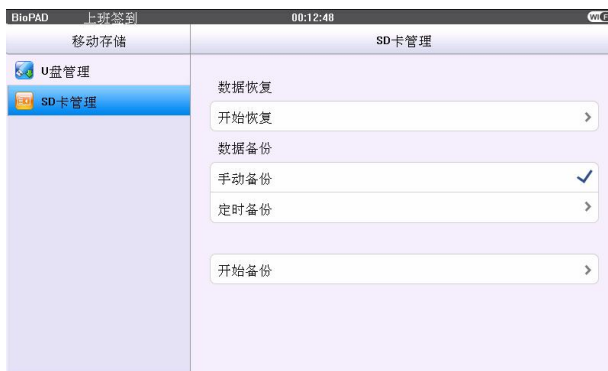 BioPAD 上班签到 00:12:48 WiF
移动存储
SD卡管理
U盘管理
SD卡管理
数据恢复
开始恢复
数据备份
手动备份
定时备份
开始备份